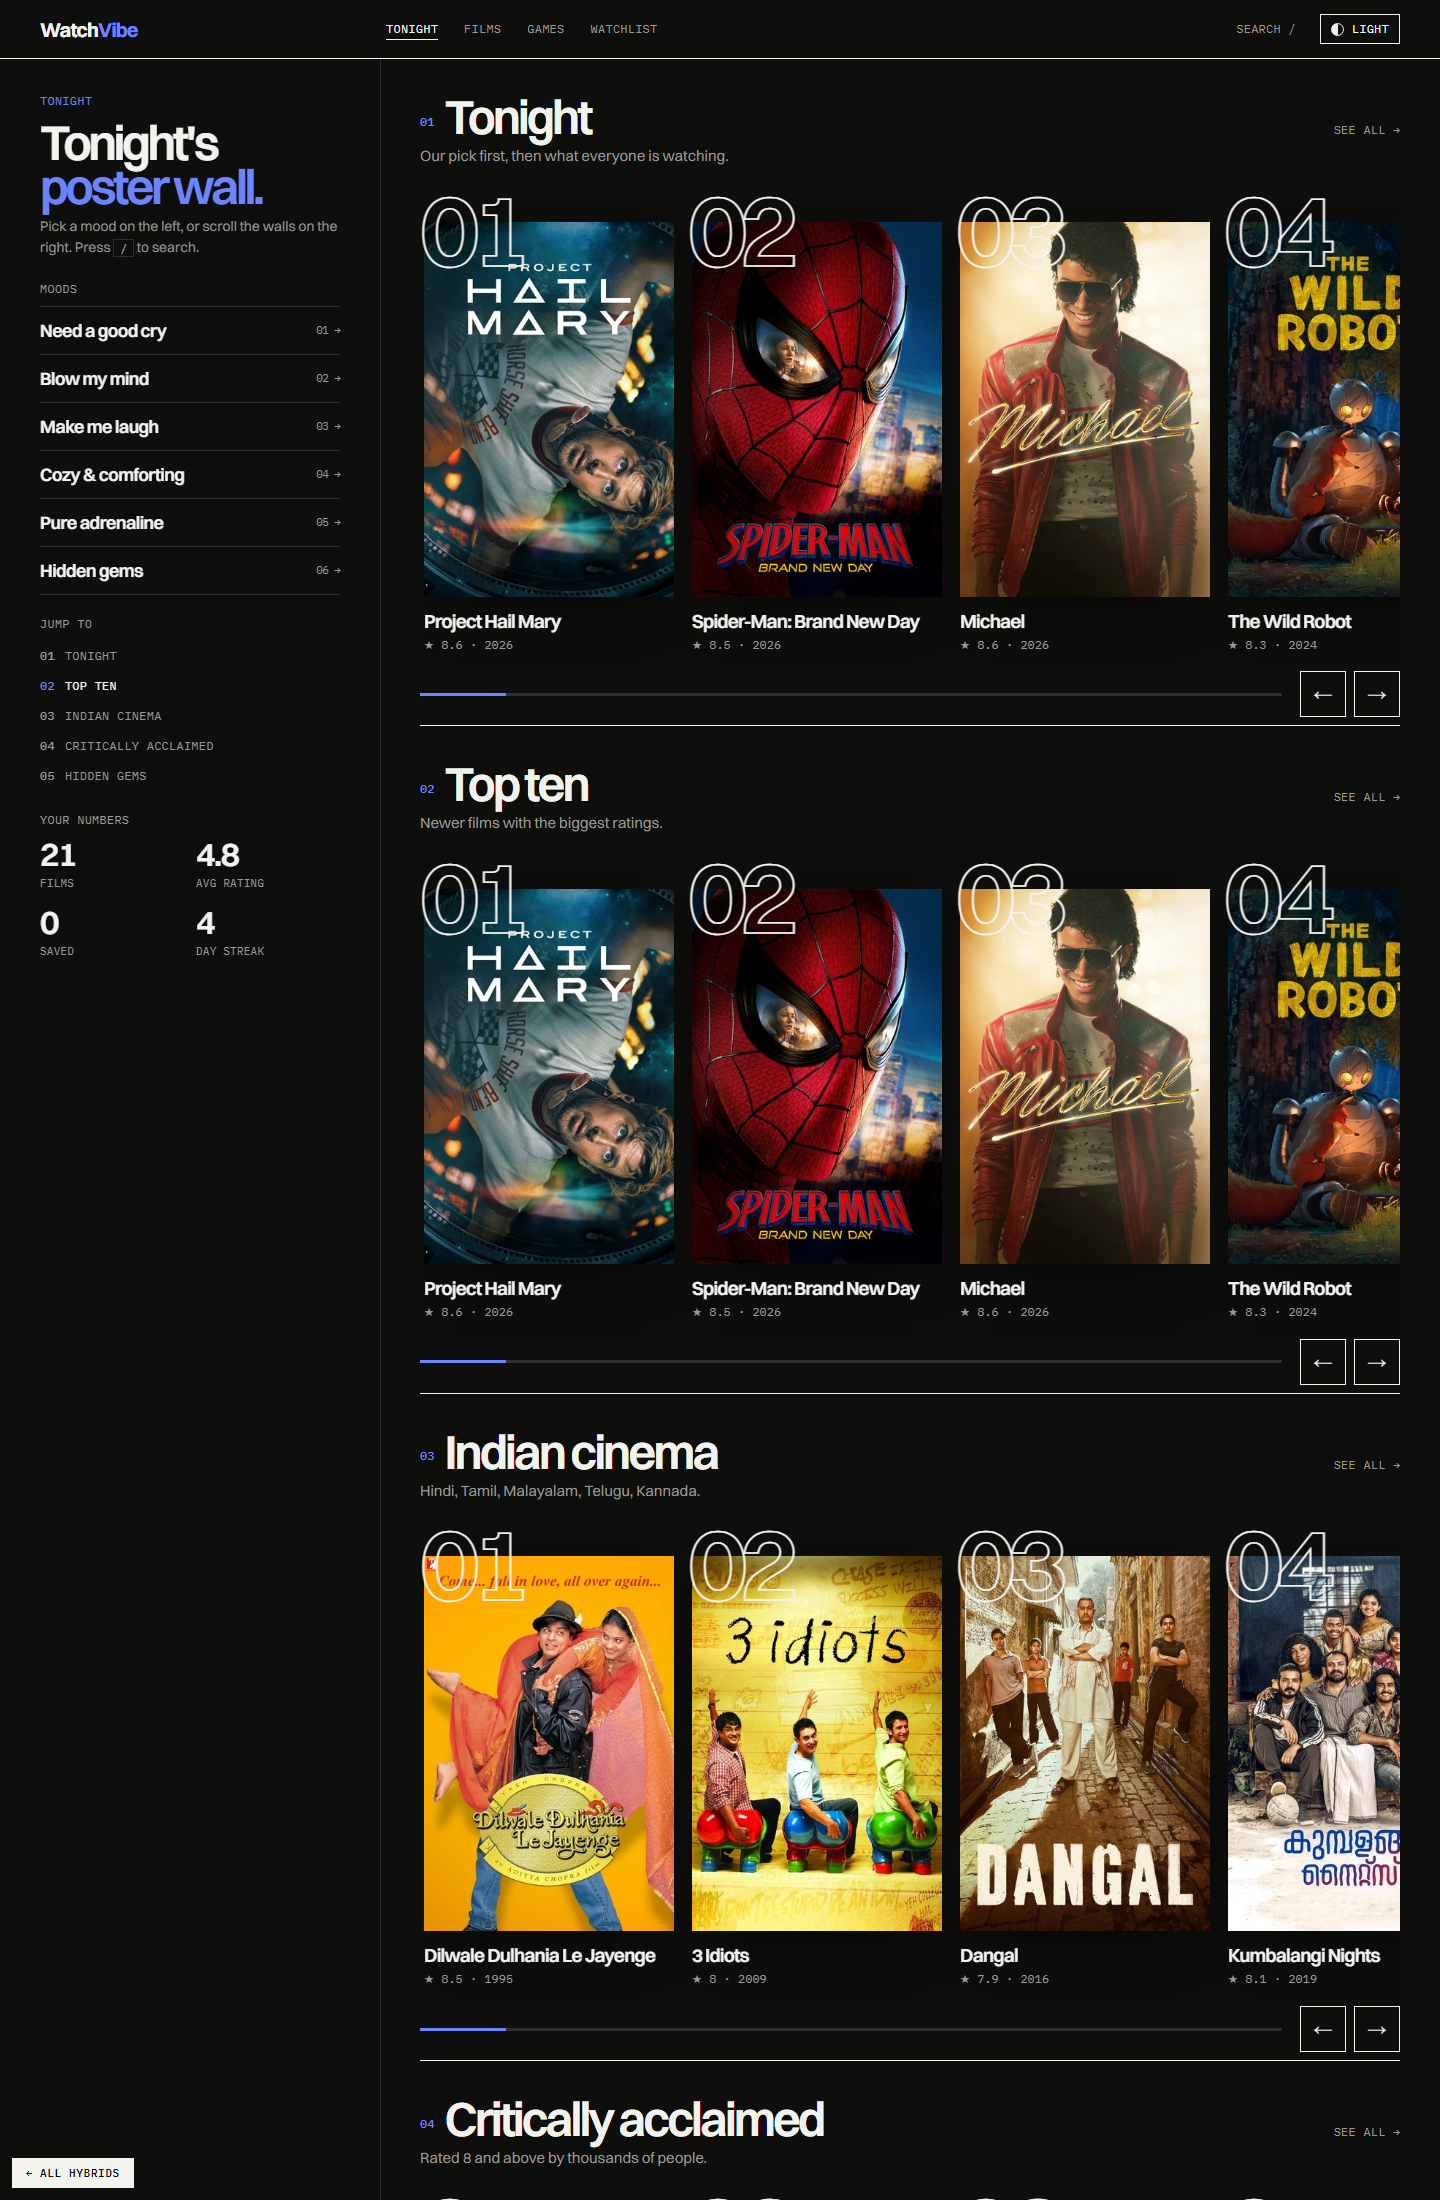 WatchVibe
TONIGHT FILMS GAMES WATCHLIST
SEARCH /
LIGHT
TONIGHT
Tonight's
poster wall.
Pick a mood on the left, or scroll the walls on the
right. Press / to search.
MOODS
Need a good cry 01 →
Blow my mind 02 →
Make me laugh 03 →
Cozy & comforting 04 →
Pure adrenaline 05 →
Hidden gems 06 →
JUMP TO
01 TONIGHT
02 TOP TEN
03 INDIAN CINEMA
04 CRITICALLY ACCLAIMED
05 HIDDEN GEMS
YOUR NUMBERS
21 4.8
FILMS AVG RATING
0 4
SAVED DAY STREAK
← ALL HYBRIDS
01 Tonight
SEE ALL →
Our pick first, then what everyone is watching.
01 02 03 04
PROJECT
HAIL
MARY
SPIDER-MAN
BRAND NEW DAY
Michael
THE
WILD
ROBO
Project Hail Mary
★ 8.6 · 2026
Spider-Man: Brand New Day
★ 8.5 · 2026
Michael
★ 8.6 · 2026
The Wild Robot
★ 8.3 · 2024
← →
02 Top ten
SEE ALL →
Newer films with the biggest ratings.
01 02 03 04
PROJECT
HAIL
MARY
SPIDER-MAN
BRAND NEW DAY
Michael
THE
WILD
ROBO
Project Hail Mary
★ 8.6 · 2026
Spider-Man: Brand New Day
★ 8.5 · 2026
Michael
★ 8.6 · 2026
The Wild Robot
★ 8.3 · 2024
← →
03 Indian cinema
SEE ALL →
Hindi, Tamil, Malayalam, Telugu, Kannada.
01 02 03 04
Come... fall in love, all over again...
YASH CHOPRA
Dilwale Dulhania
Le Jayenge
an ADITYA CHOPRA film
3 idiots
DANGAL
കുമ്പളങ്ങ
നൈറ്റ്സ്
Dilwale Dulhania Le Jayenge
★ 8.5 · 1995
3 Idiots
★ 8 · 2009
Dangal
★ 7.9 · 2016
Kumbalangi Nights
★ 8.1 · 2019
← →
04 Critically acclaimed
SEE ALL →
Rated 8 and above by thousands of people.